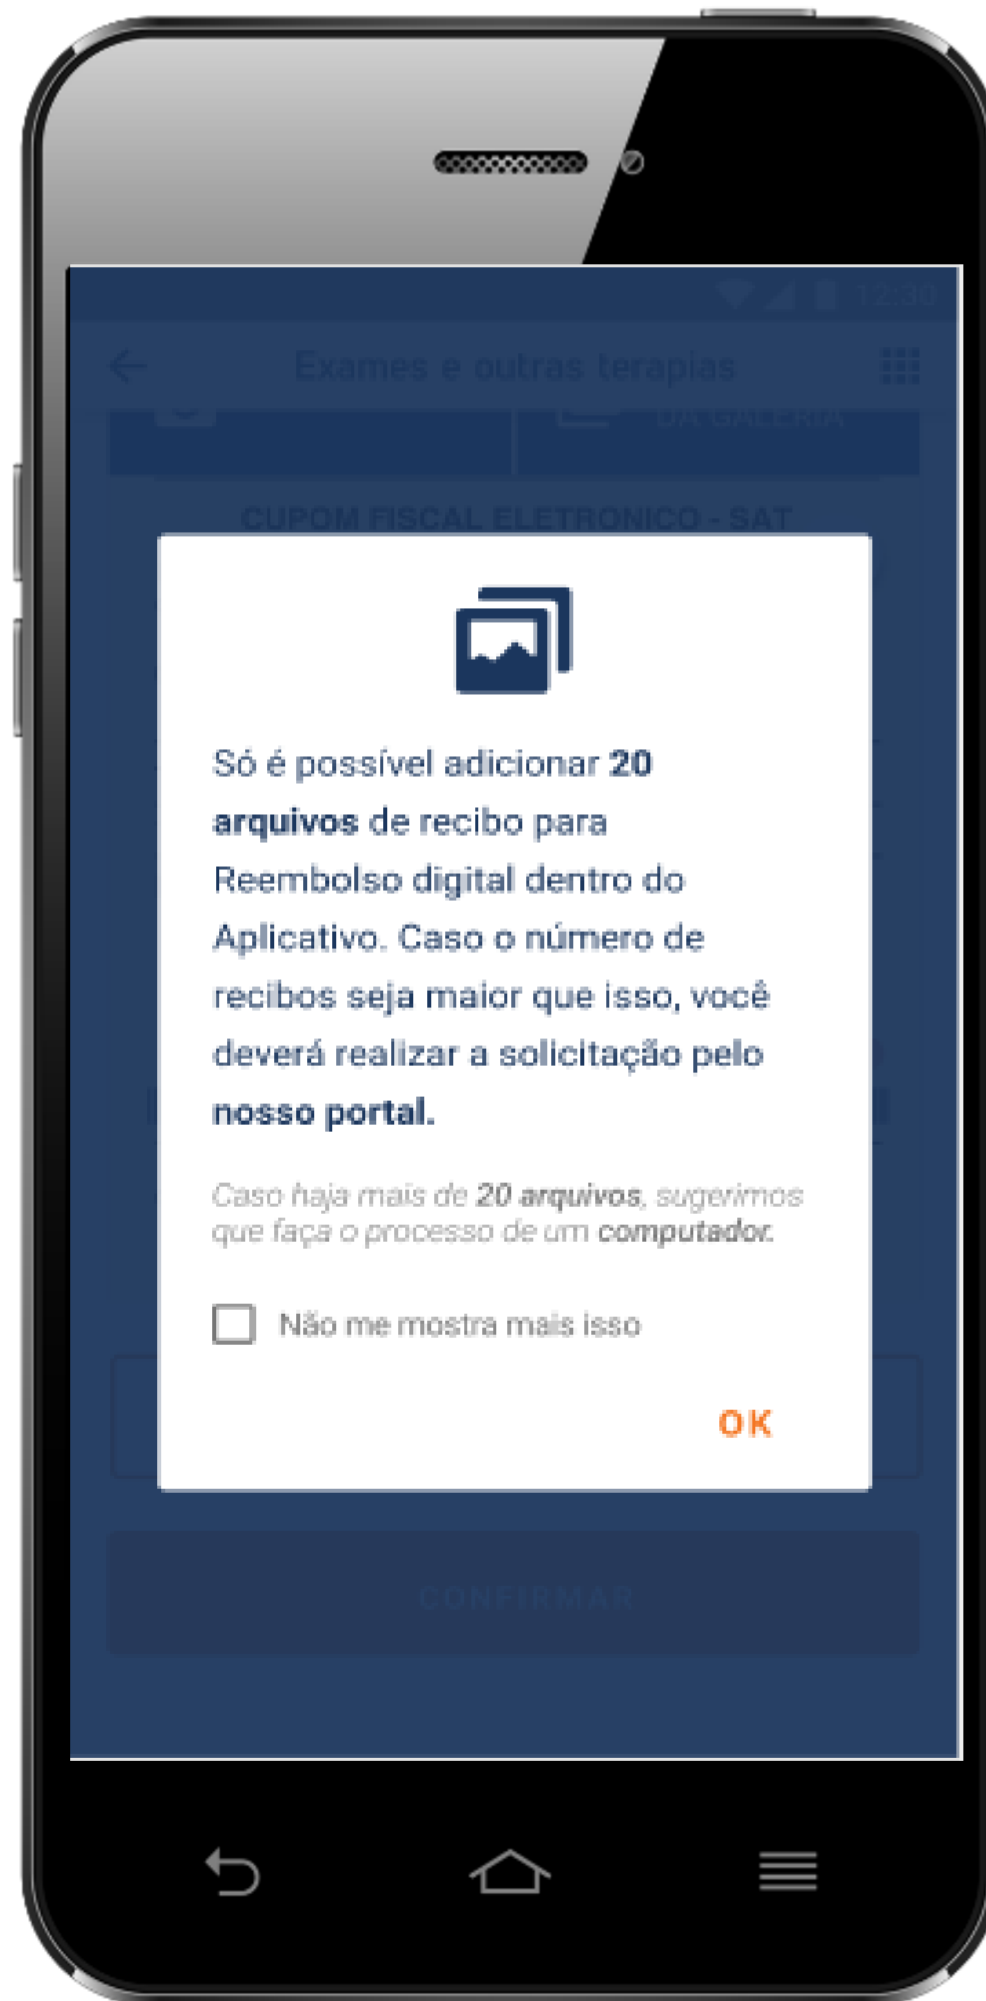 12:30
Exames e outras terapias
DA GALERIA
CUPOM FISCAL ELETRONICO - SAT
Só é possível adicionar 20
arquivos de recibo para
Reembolso digital dentro do
Aplicativo. Caso o número de
recibos seja maior que isso, você
deverá realizar a solicitação pelo
nosso portal.
Caso haja mais de 20 arquivos, sugerimos
que faça o processo de um computador.
Não me mostra mais isso
OK
CONFIRMAR